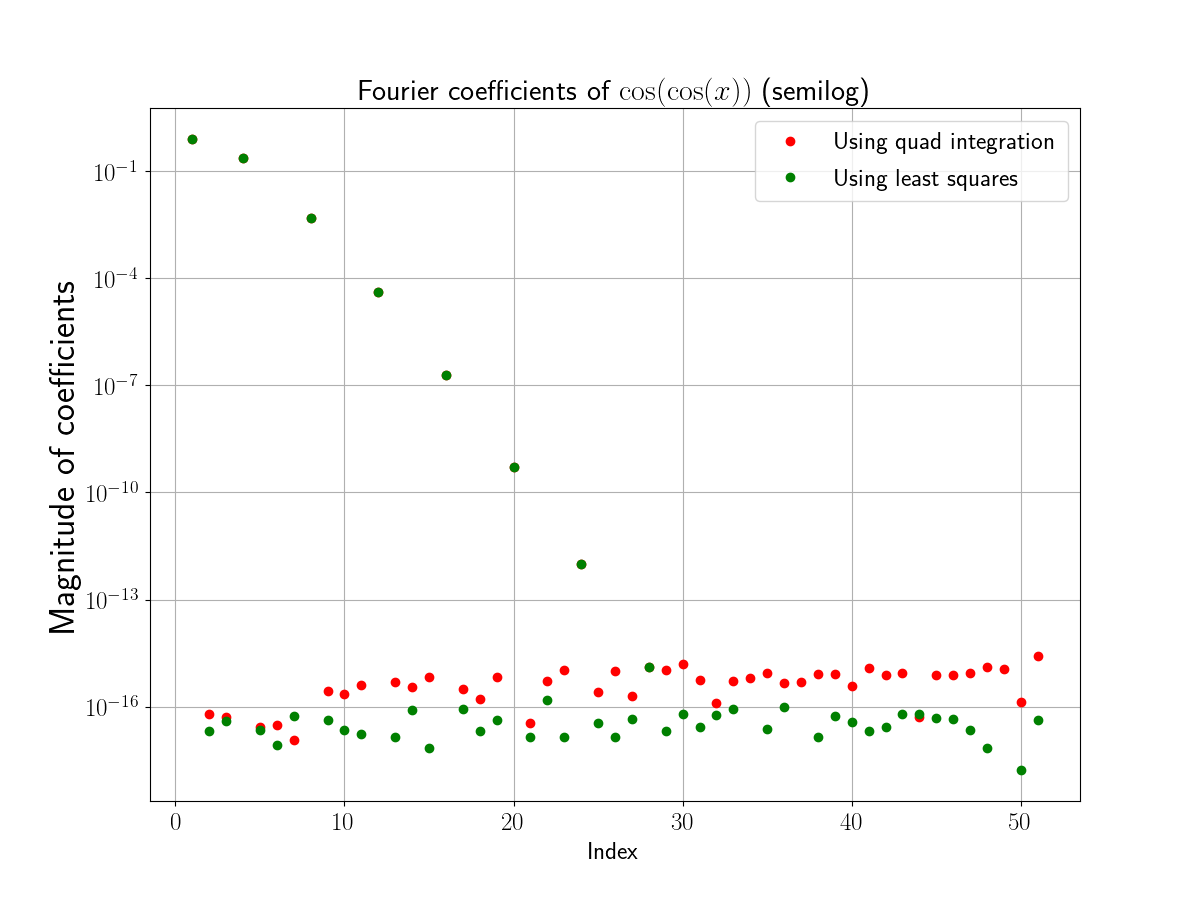 Fourier coefficients of cos(cos(x)) (semilog)
Using quad integration
Using least squares
Magnitude of coefficients
10⁻¹
10⁻⁴
10⁻⁷
10⁻¹⁰
10⁻¹³
10⁻¹⁶
0 10 20 30 40 50
Index